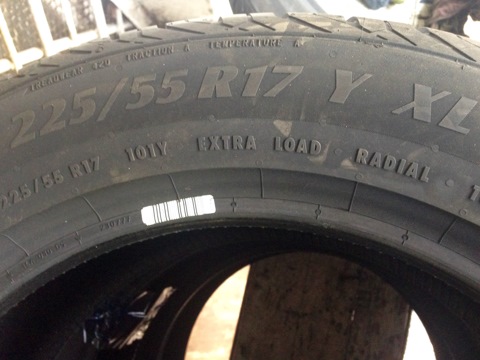 TREADWEAR 420 TRACTION A TEMPERATURE A
225/55 R17 Y XL
225/55 R17 101Y EXTRA LOAD RADIAL